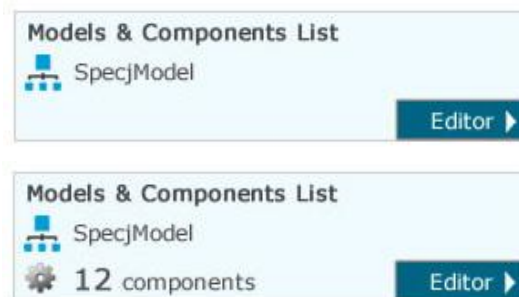 Models & Components List
SpecjModel
Editor
Models & Components List
SpecjModel
12 components
Editor